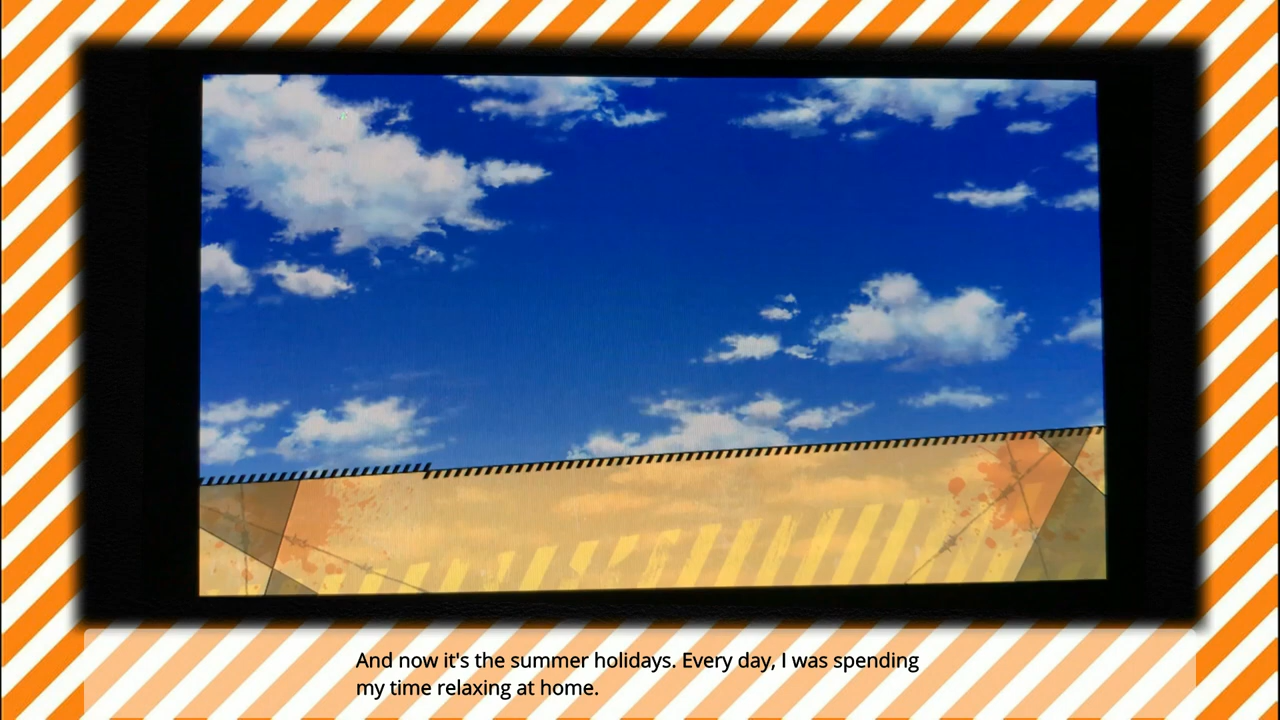 And now it's the summer holidays. Every day, I was spending
my time relaxing at home.